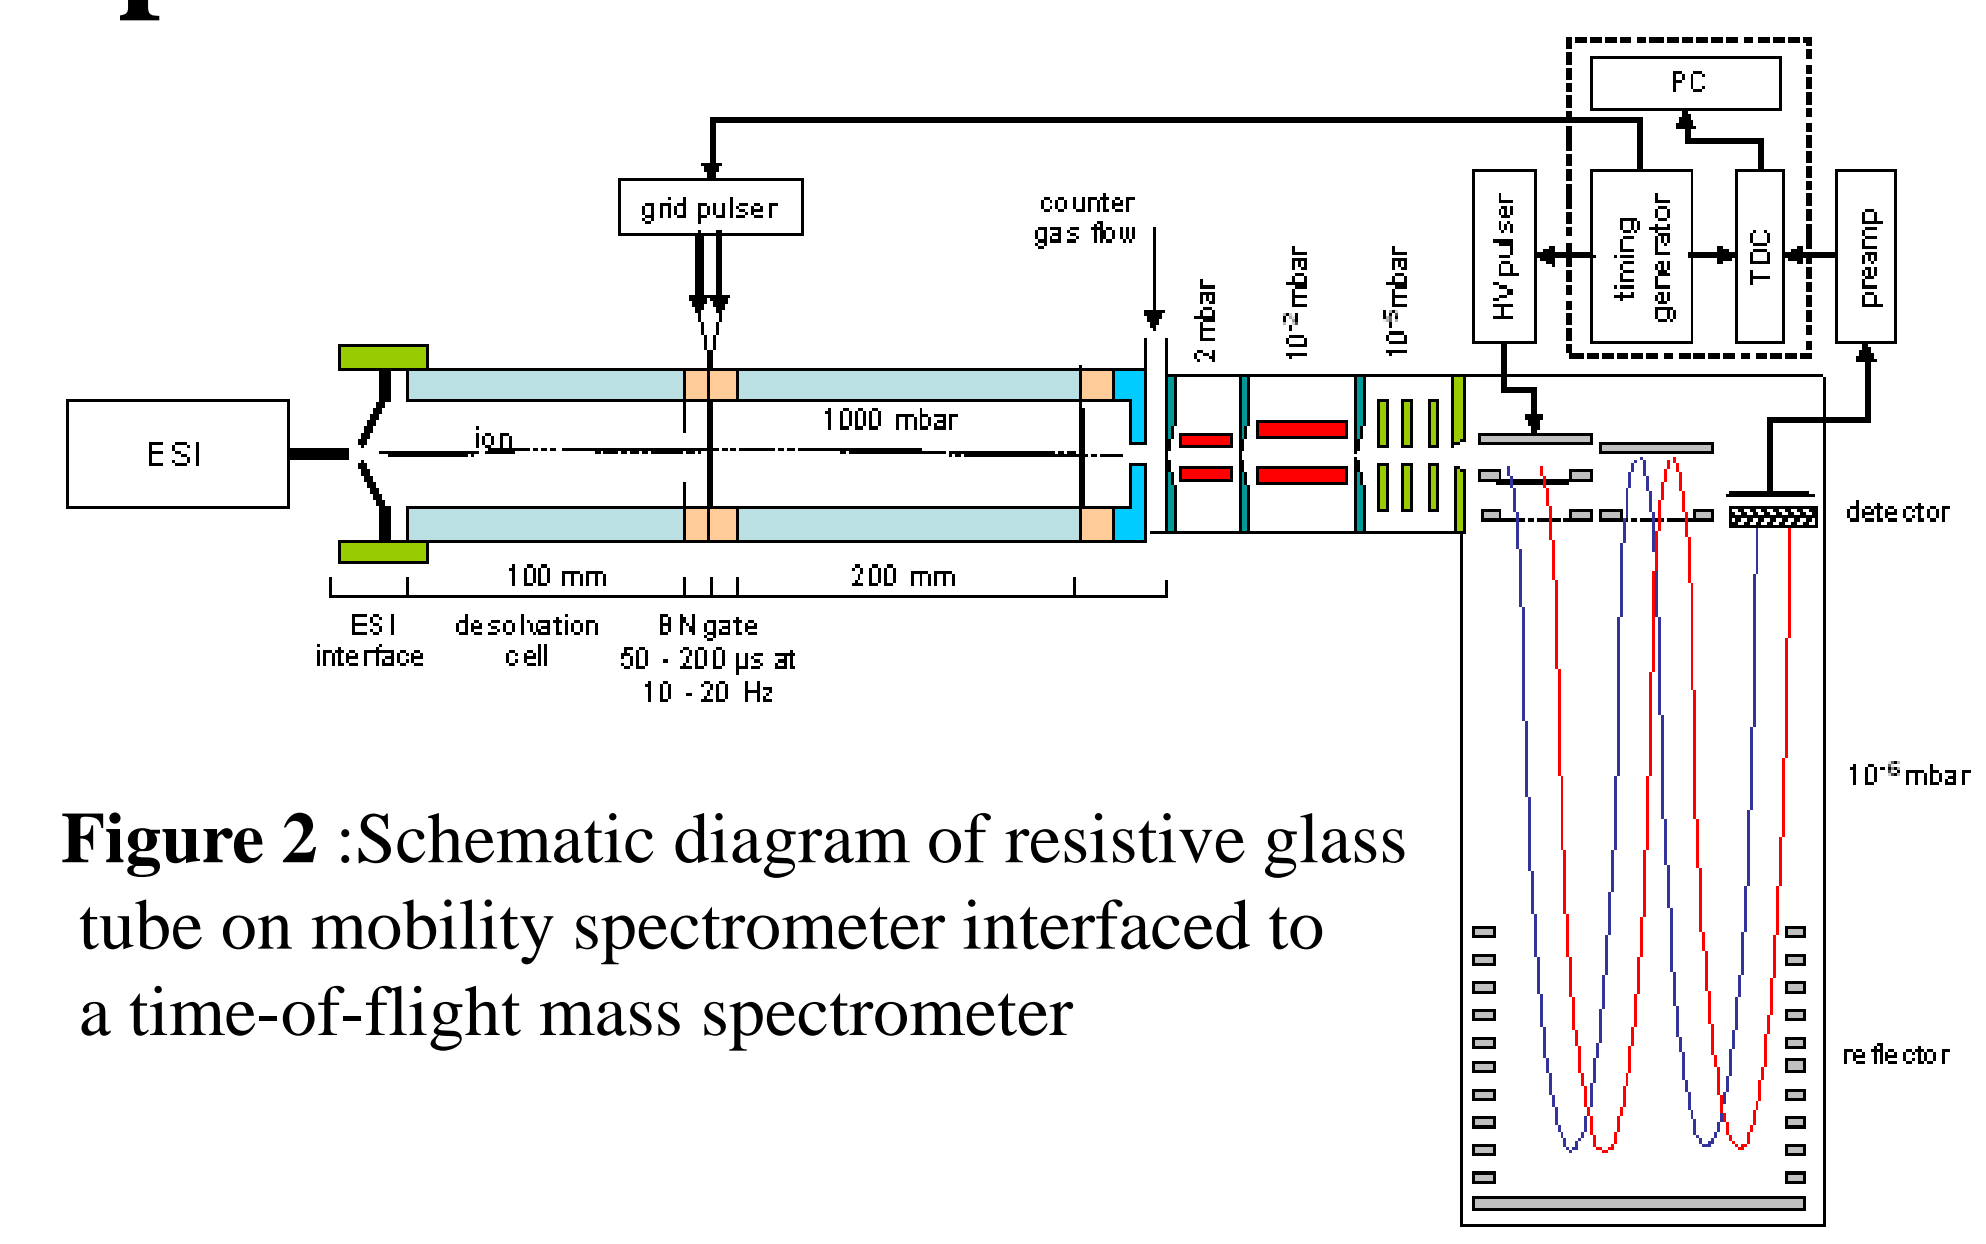 PC
grid pulser
counter
gas flow
HV pulser
timing
generator
TDC
preamp
2 mbar
10⁻² mbar
10⁻⁵ mbar
ESI
ion
1000 mbar
detector
100 mm
200 mm
ESI
interface
desolvation
cell
BN gate
50 - 200 µs at
10 - 20 Hz
10⁻⁶ mbar
reflector
Figure 2 :Schematic diagram of resistive glass
tube on mobility spectrometer interfaced to
a time-of-flight mass spectrometer